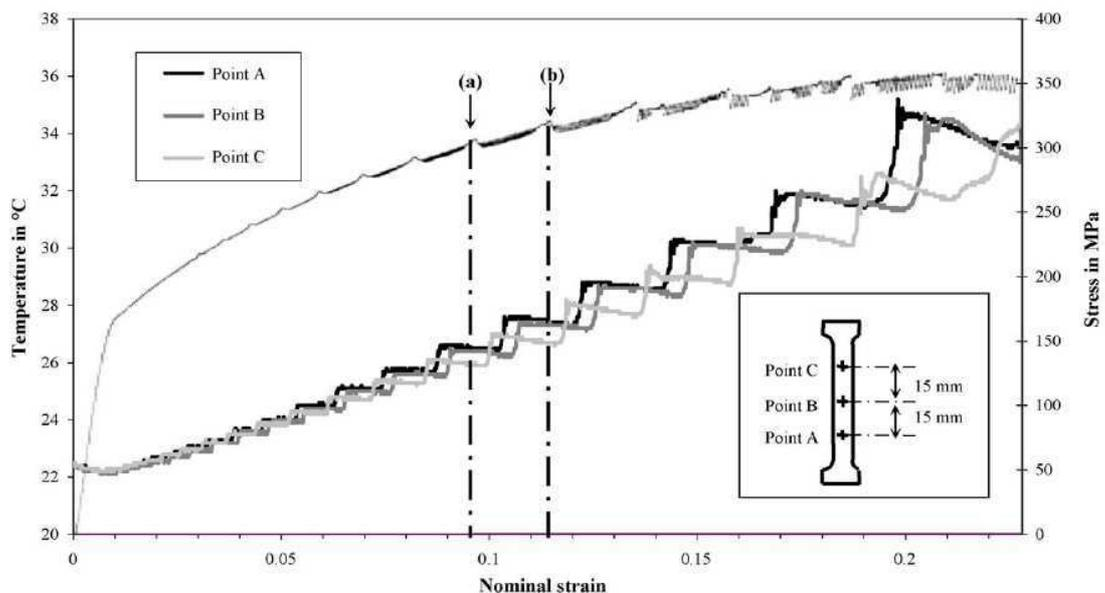 38
36
34
32
30
28
26
24
22
20
Temperature in °C
400
350
300
250
200
150
100
50
0
Stress in MPa
Point A
Point B
Point C
(a)
(b)
Point C
Point B
Point A
15 mm
15 mm
0
0.05
0.1
0.15
0.2
Nominal strain